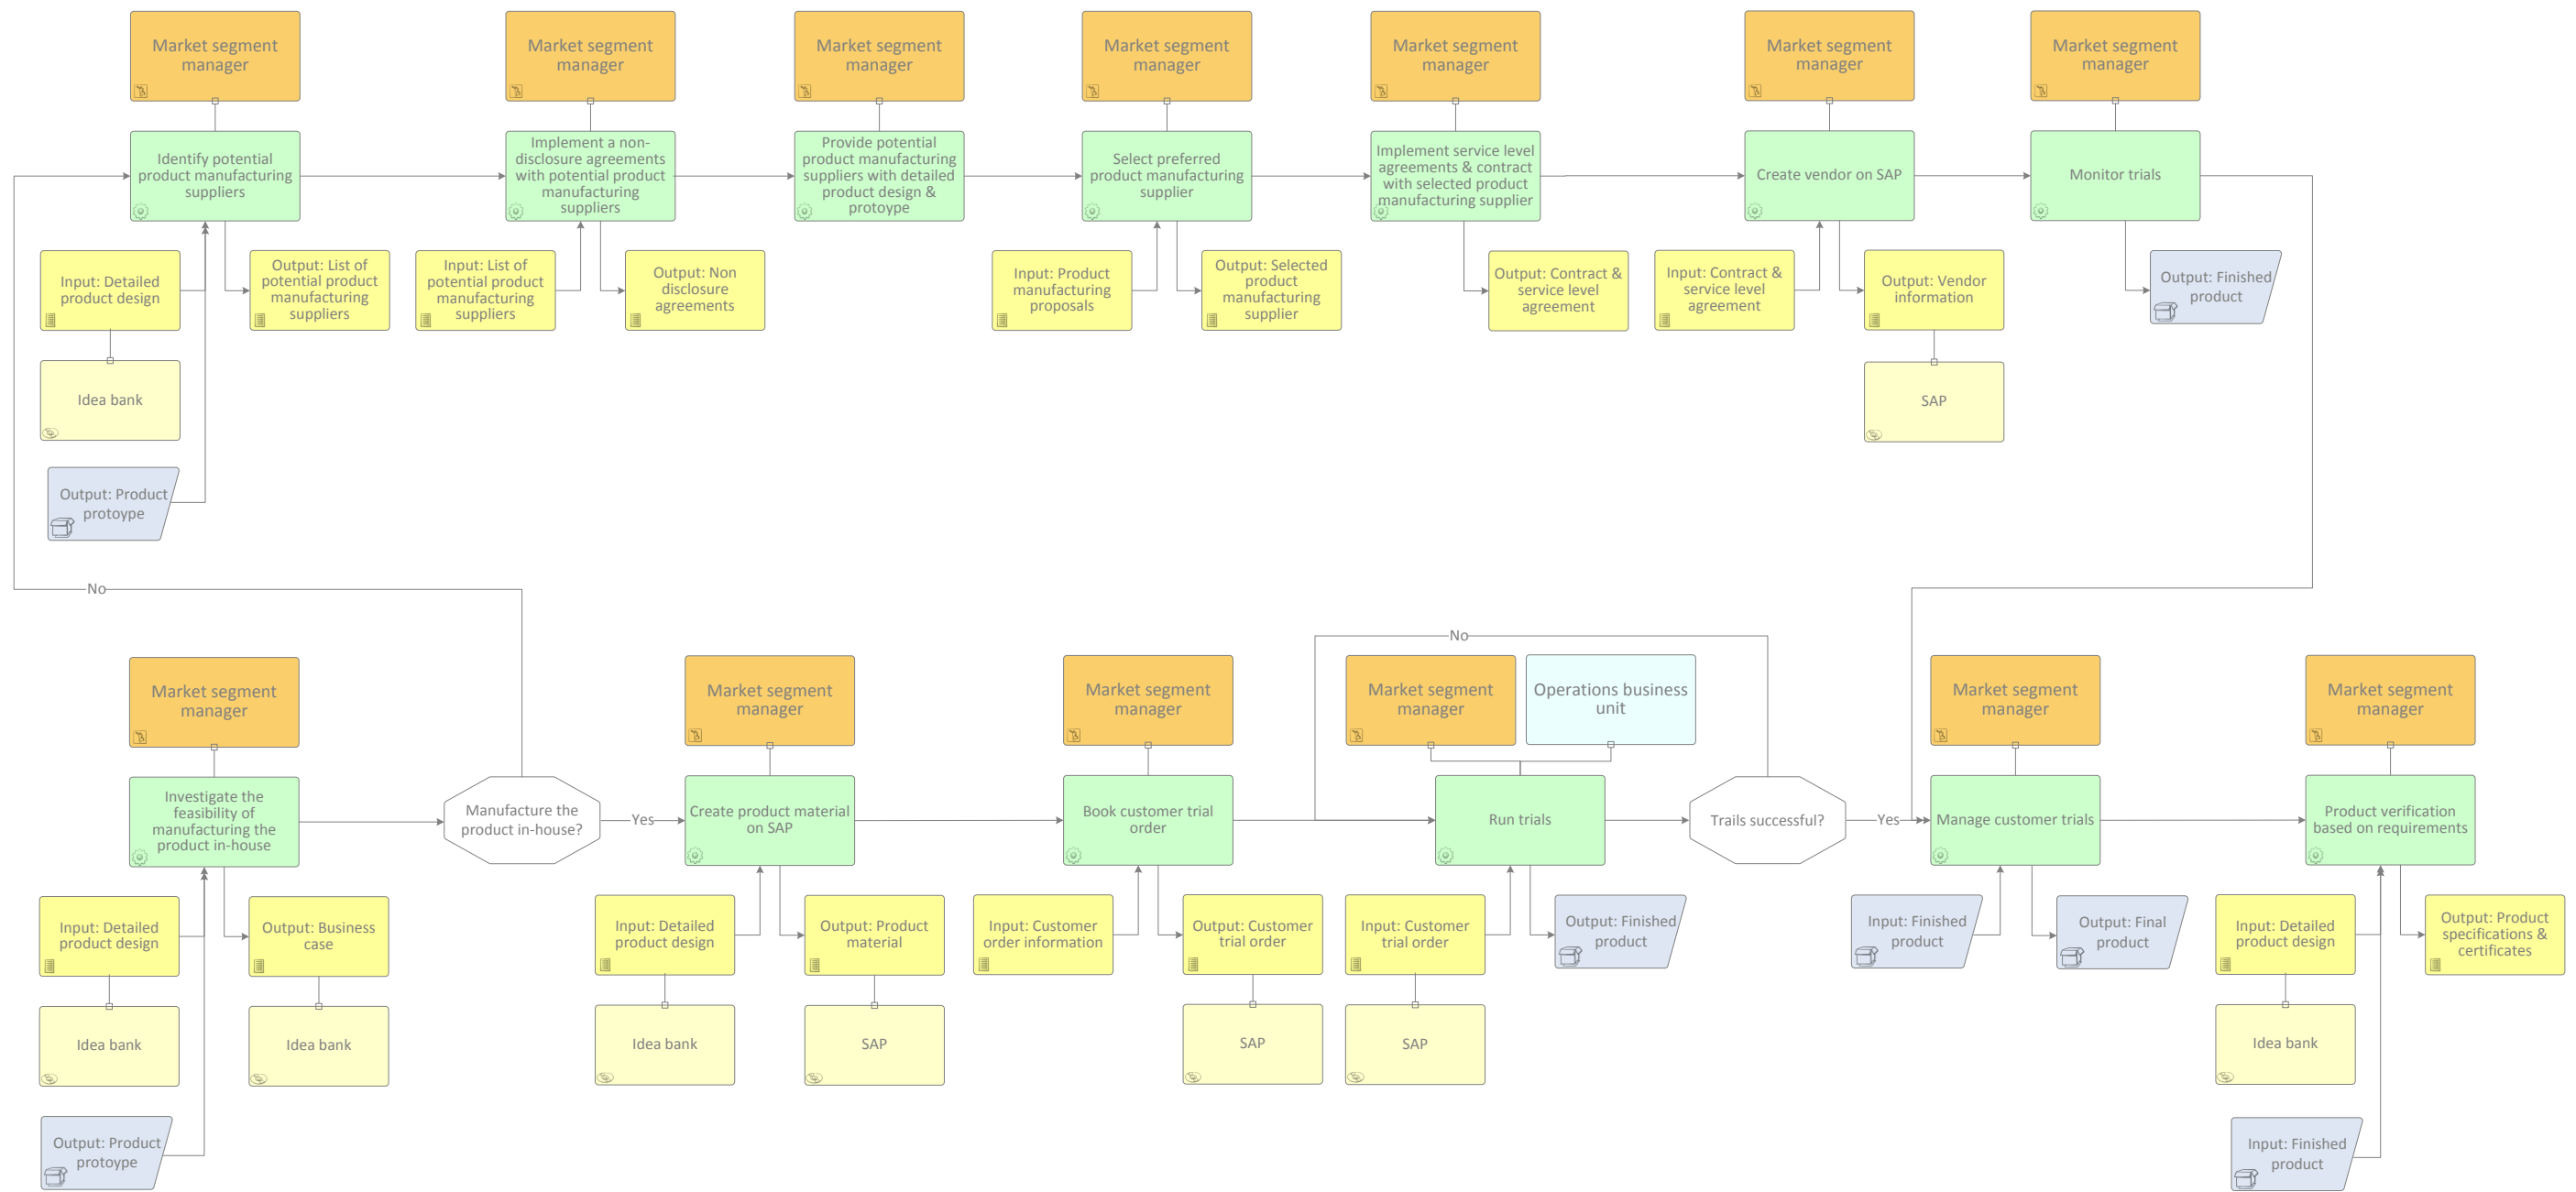 Market segment
manager
Market segment
manager
Market segment
manager
Market segment
manager
Market segment
manager
Market segment
manager
Market segment
manager
Identify potential
product manufacturing
suppliers
Implement a non-
disclosure agreements
with potential product
manufacturing
suppliers
Provide potential
product manufacturing
suppliers with detailed
product design &
protoype
Select preferred
product manufacturing
supplier
Implement service level
agreements & contract
with selected product
manufacturing supplier
Create vendor on SAP
Monitor trials
Input: Detailed
product design
Output: List of
potential product
manufacturing
suppliers
Input: List of
potential product
manufacturing
suppliers
Output: Non
disclosure
agreements
Input: Product
manufacturing
proposals
Output: Selected
product
manufacturing
supplier
Output: Contract &
service level
agreement
Input: Contract &
service level
agreement
Output: Vendor
information
Output: Finished
product
Idea bank
SAP
Output: Product
protoype
No
No
Market segment
manager
Market segment
manager
Market segment
manager
Market segment
manager
Operations business
unit
Market segment
manager
Market segment
manager
Investigate the
feasibility of
manufacturing the
product in-house
Manufacture the
product in-house?
Yes
Create product material
on SAP
Book customer trial
order
Run trials
Trails successful?
Yes
Manage customer trials
Product verification
based on requirements
Input: Detailed
product design
Output: Business
case
Input: Detailed
product design
Output: Product
material
Input: Customer
order information
Output: Customer
trial order
Input: Customer
trial order
Output: Finished
product
Input: Finished
product
Output: Final
product
Input: Detailed
product design
Output: Product
specifications &
certificates
Idea bank
Idea bank
Idea bank
SAP
SAP
SAP
Idea bank
Output: Product
protoype
Input: Finished
product